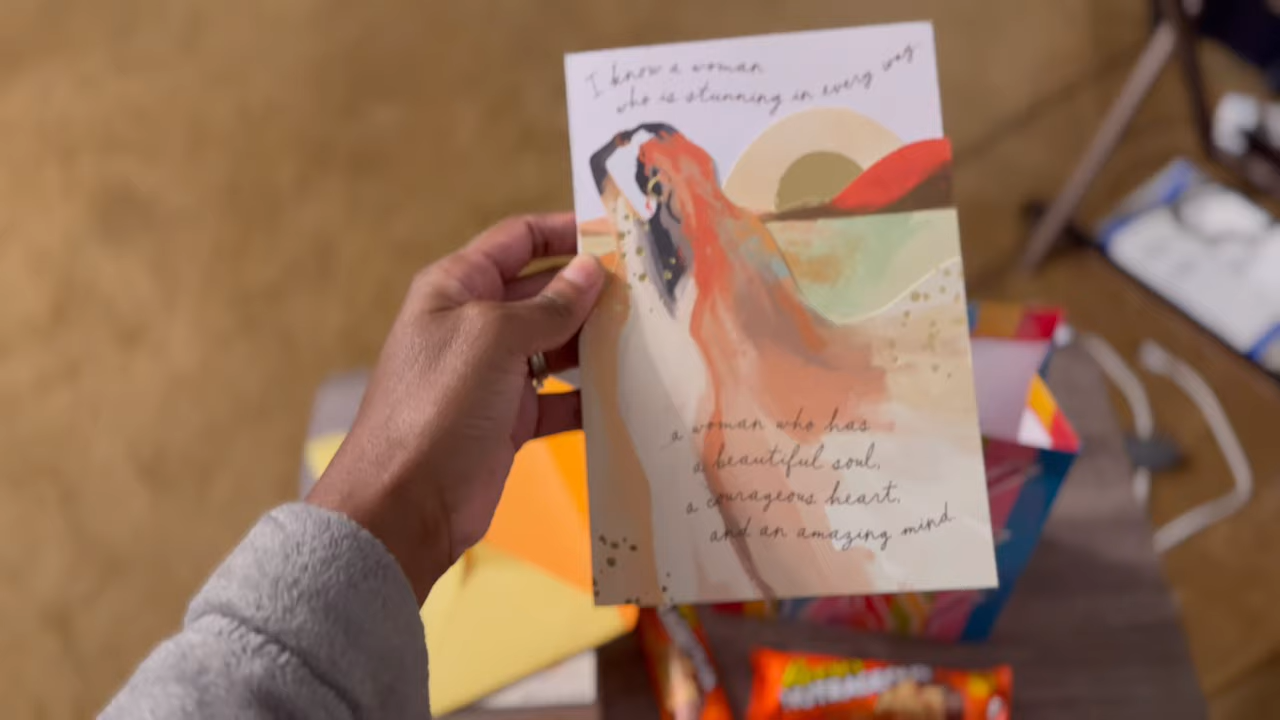 I know a woman
who is stunning in every way
a woman who has
a beautiful soul,
a courageous heart,
and an amazing mind